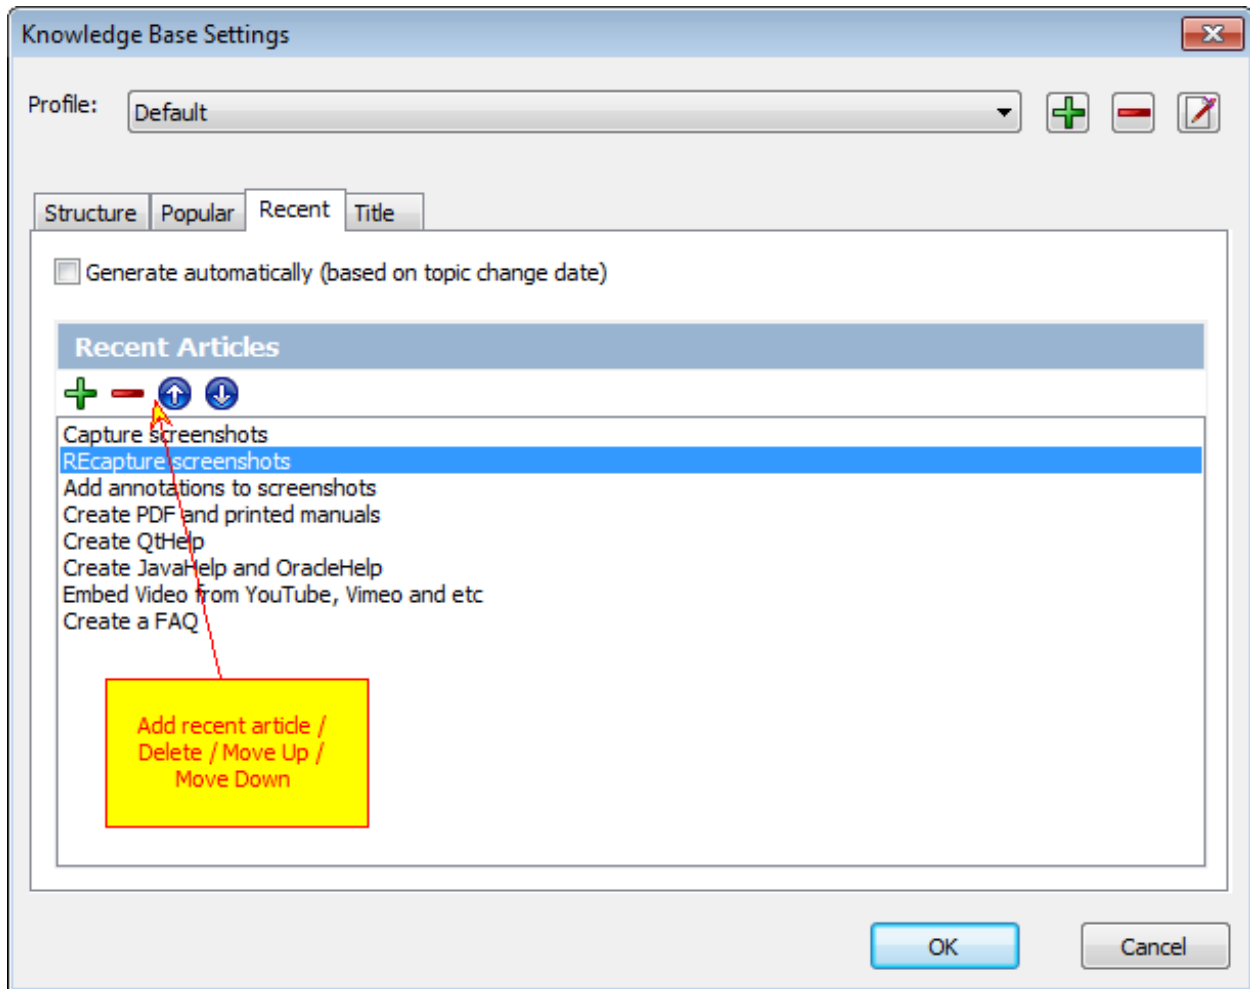 Knowledge Base Settings
Profile:
Default
Structure
Popular
Recent
Title
Generate automatically (based on topic change date)
Recent Articles
Capture screenshots
REcapture screenshots
Add annotations to screenshots
Create PDF and printed manuals
Create QtHelp
Create JavaHelp and OracleHelp
Embed Video from YouTube, Vimeo and etc
Create a FAQ
Add recent article /
Delete / Move Up /
Move Down
OK
Cancel